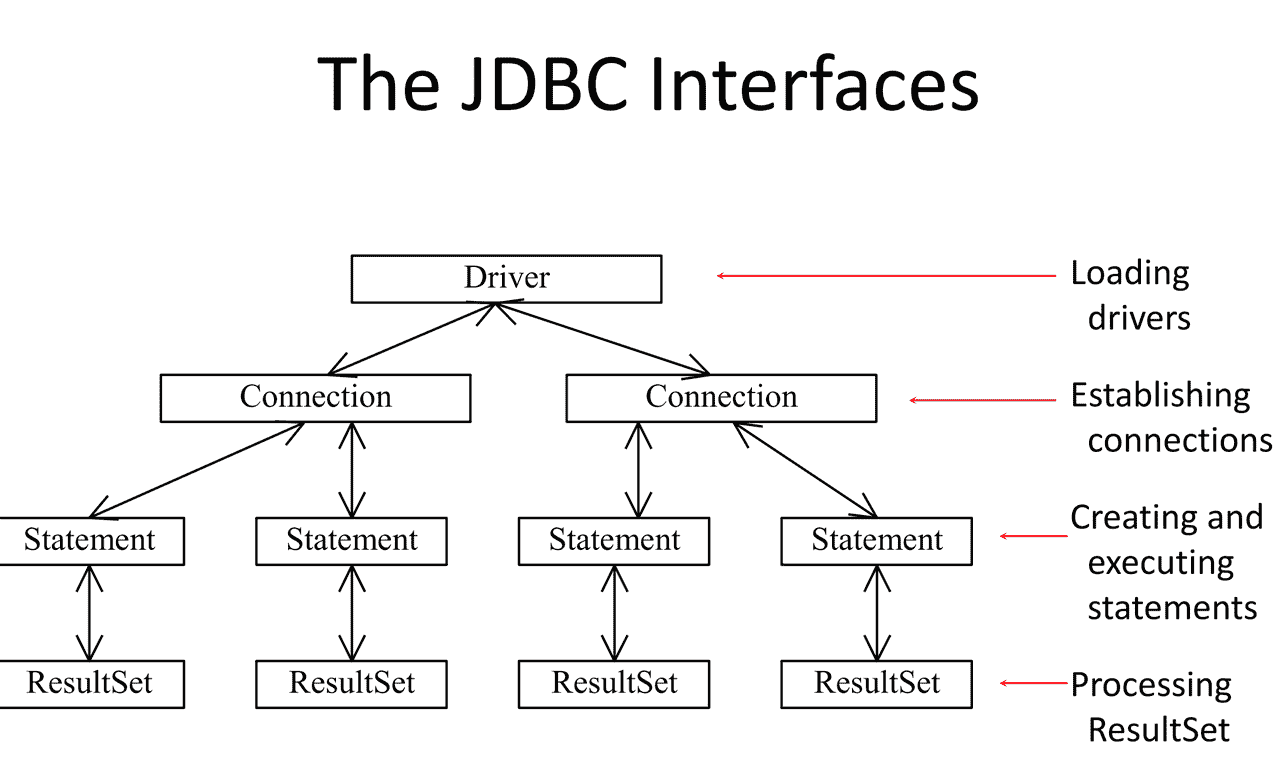 The JDBC Interfaces
Driver
Loading
drivers
Connection
Connection
Establishing
connections
Statement
Statement
Statement
Statement
Creating and
executing
statements
ResultSet
ResultSet
ResultSet
ResultSet
Processing
ResultSet